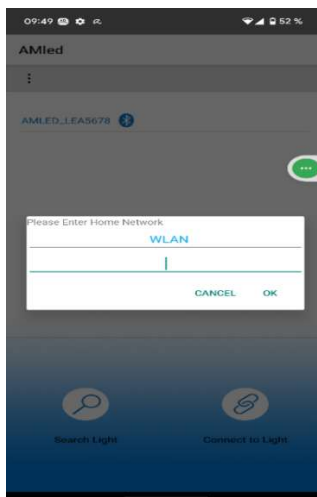 09:49 52 %
AMled
AMLED_LEA5678
Please Enter Home Network
WLAN
CANCEL OK
Search Light Connect to Light